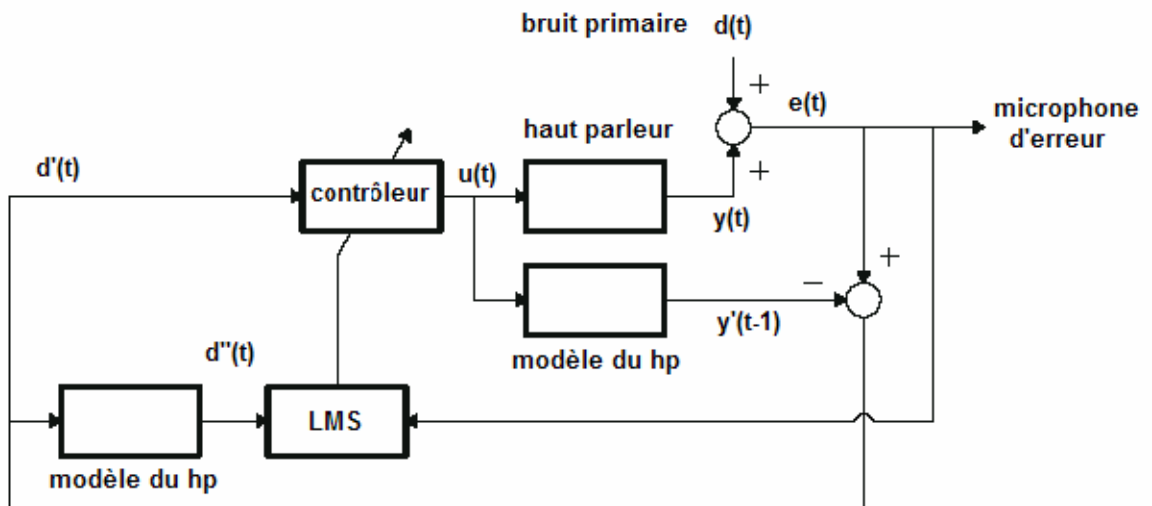 bruit primaire d(t)
+
e(t)
microphone
d'erreur
haut parleur
+
d'(t)
contrôleur
u(t)
y(t)
+
−
y'(t-1)
modèle du hp
d''(t)
LMS
modèle du hp